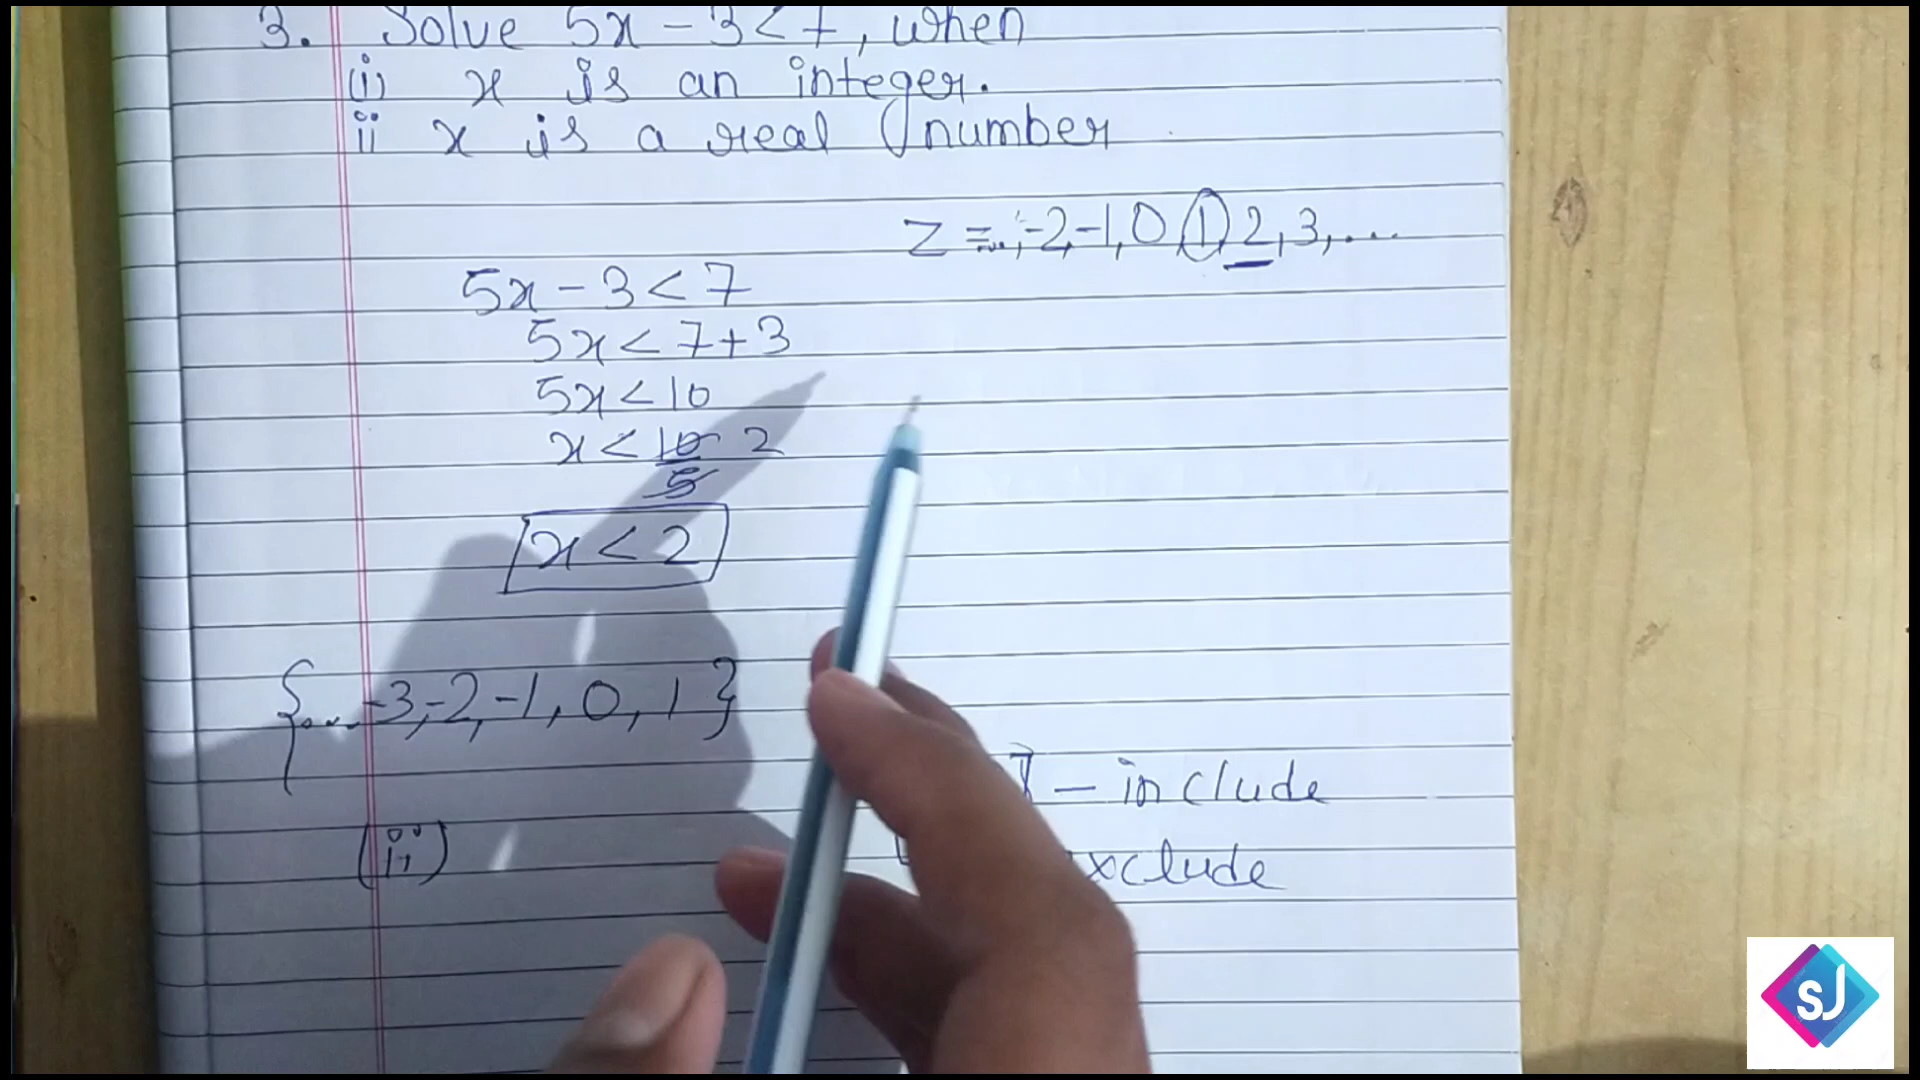 3. Solve 5x - 3 < 7, when
(i) x is an integer.
ii x is a real number
Z = ..., -2, -1, 0, 1, 2, 3, ...
5x - 3 < 7
5x < 7 + 3
5x < 10
x < 10/5 2
x < 2
{... -3, -2, -1, 0, 1}
] - include
(ii)
xclude
SJ